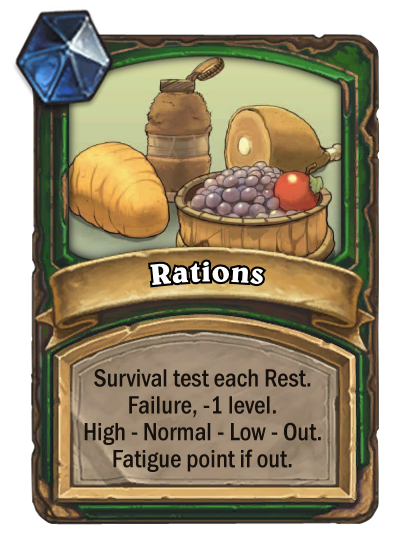 Rations
Survival test each Rest.
Failure, -1 level.
High - Normal - Low - Out.
Fatigue point if out.